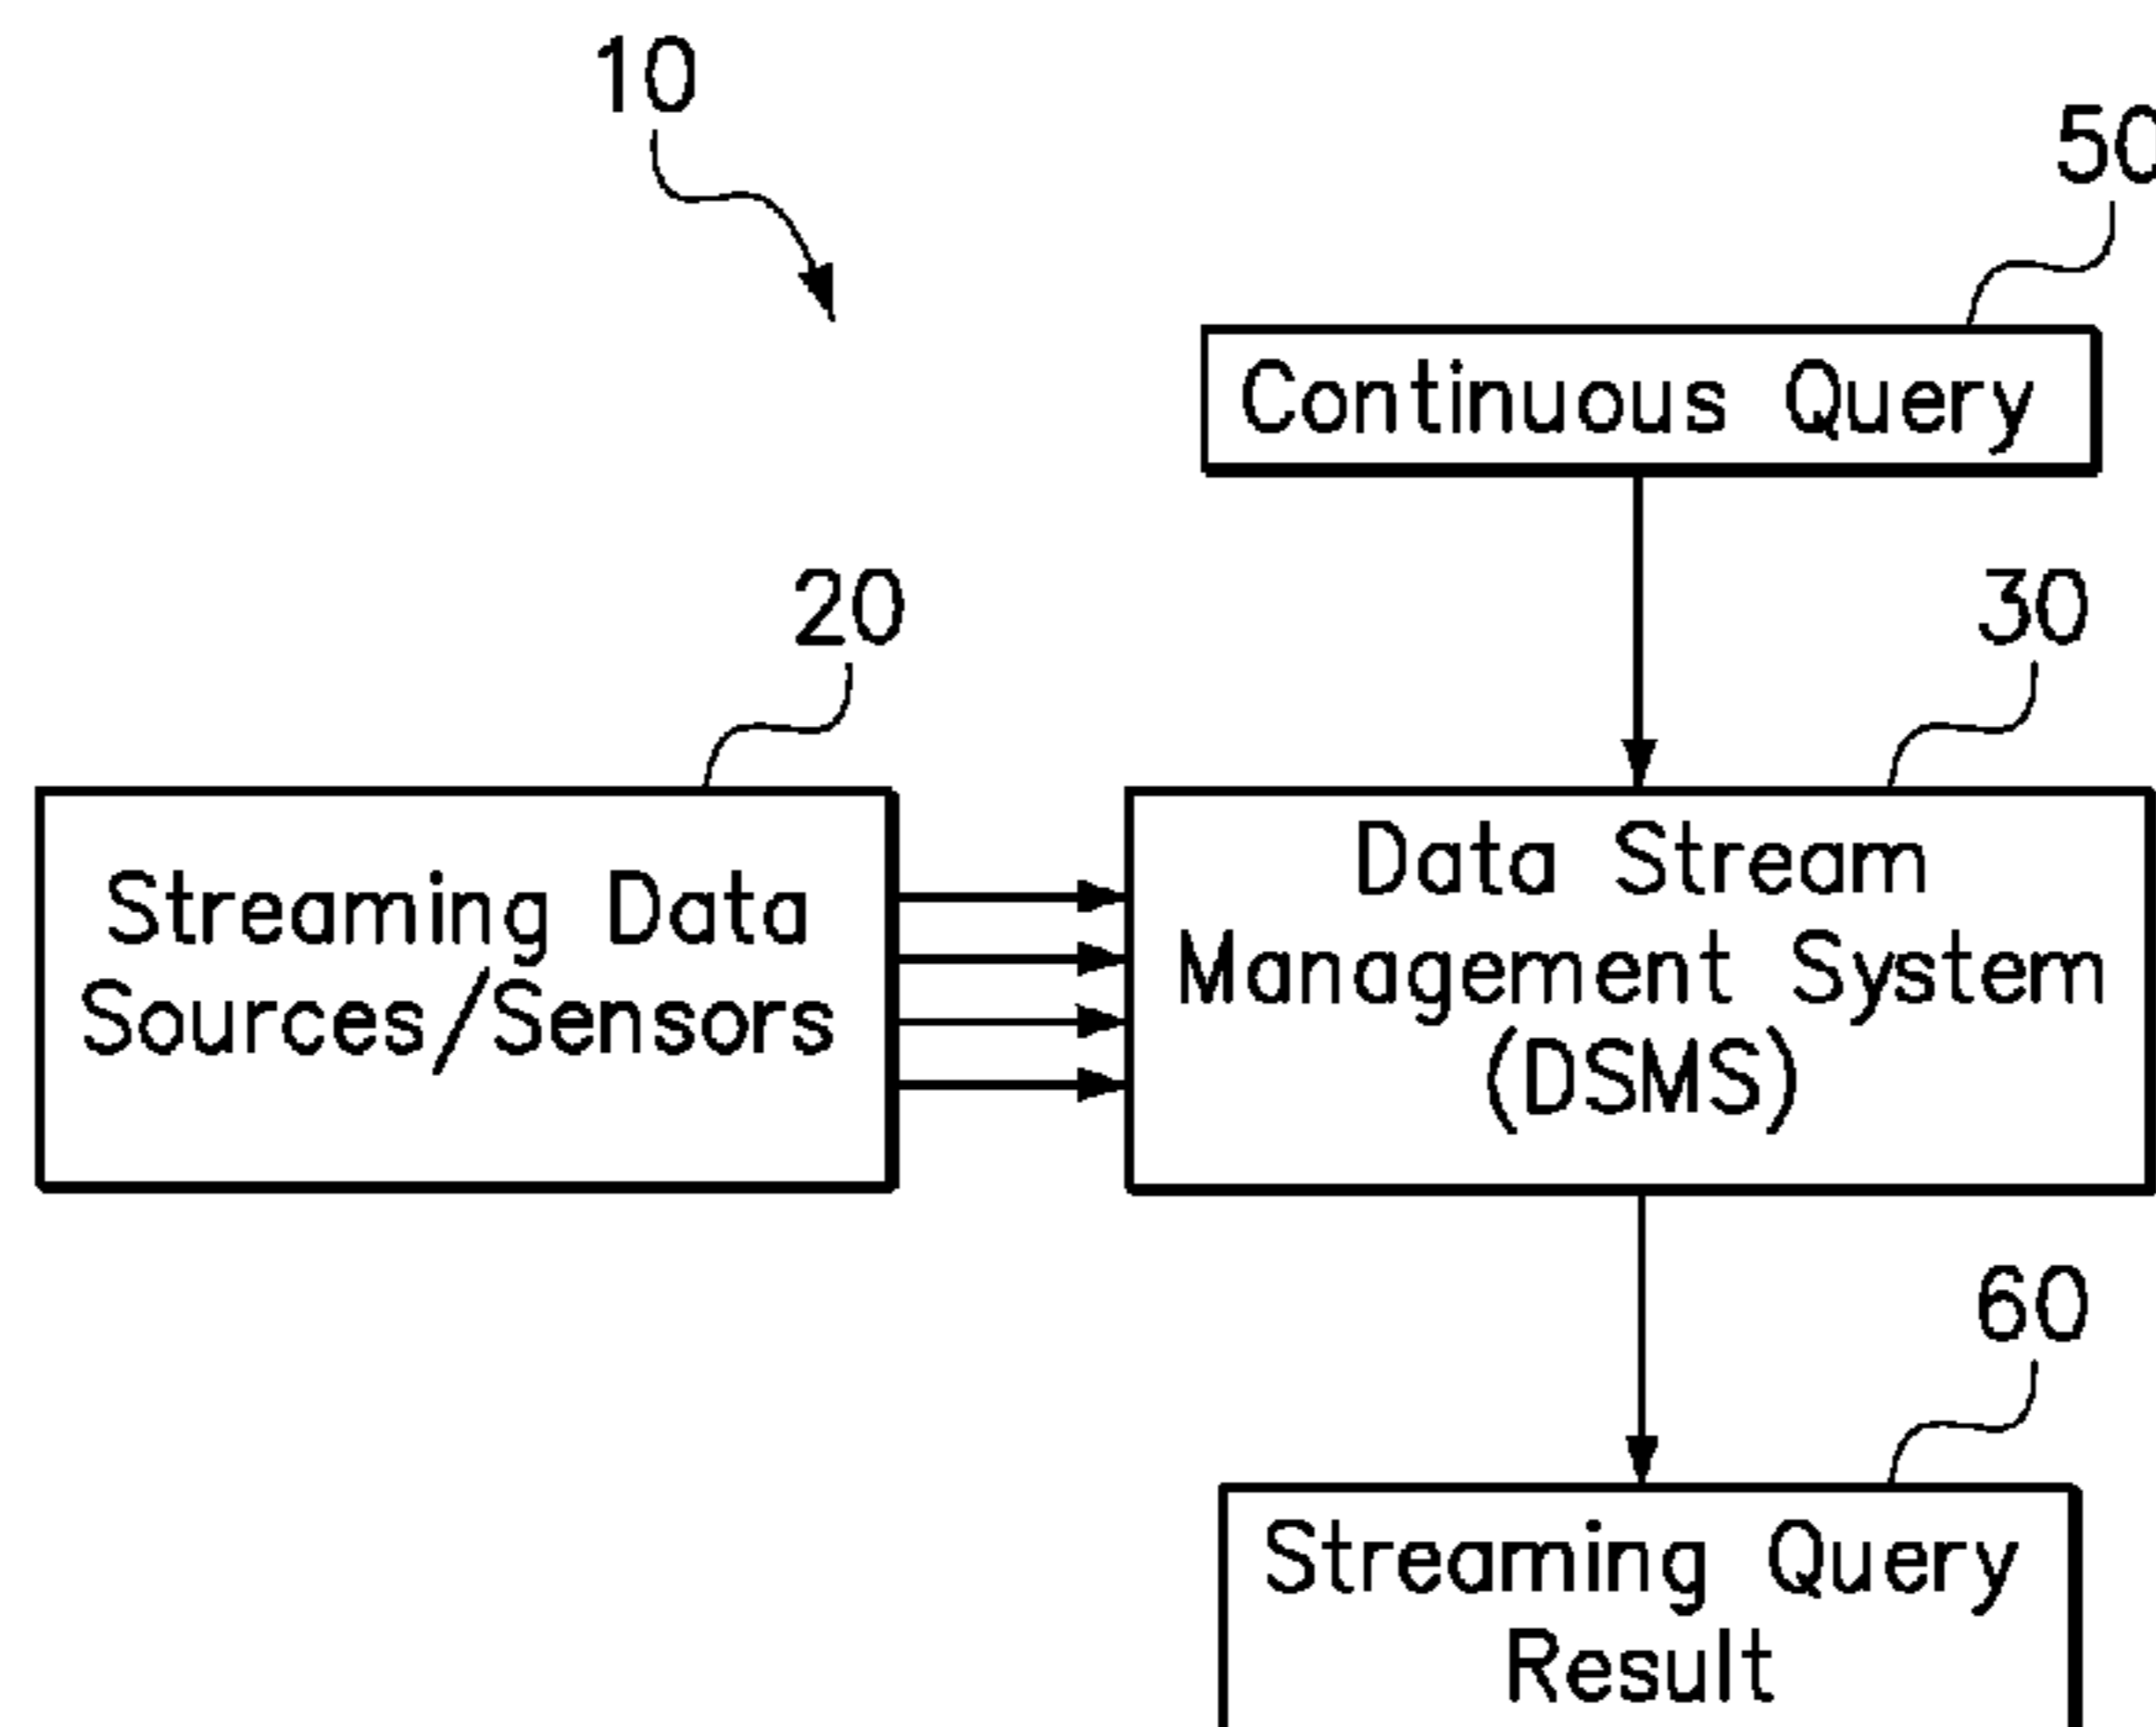 10
50
Continuous Query
20
30
Streaming Data
Sources/Sensors
Data Stream
Management System
(DSMS)
60
Streaming Query
Result